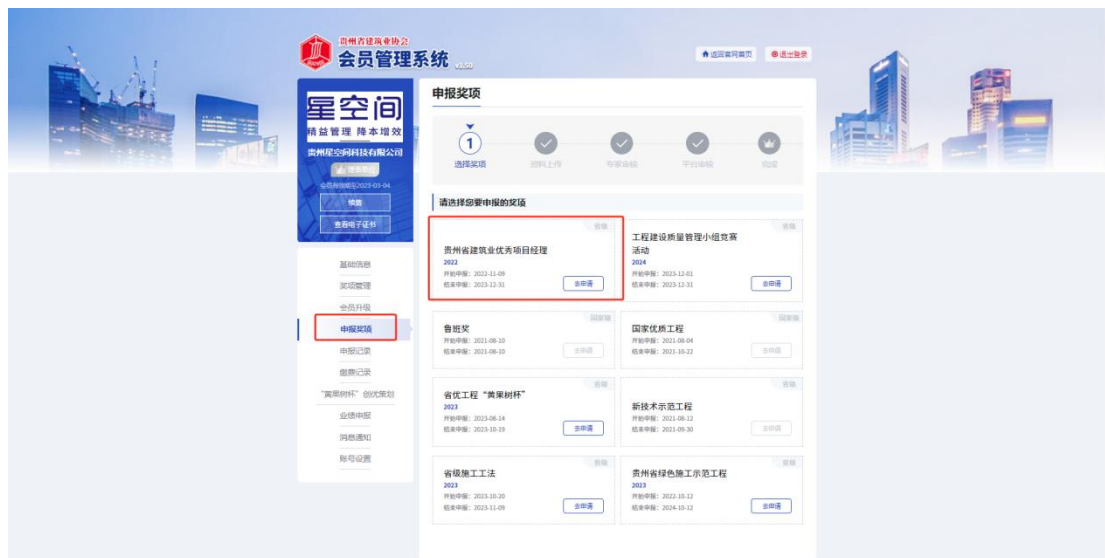 贵州省建筑业协会
会员管理系统 v3.50
返回官网首页
退出登录
星空间
精益管理 降本增效
贵州星空间科技有限公司
会员有效期至2023-03-04
查看电子证书
基础信息
奖项管理
会员升级
申报奖项
申报记录
缴费记录
“黄果树杯”创优策划
业绩申报
消息通知
账号设置
申报奖项
1
选择奖项
资料上传
专家审核
平台审核
完成
请选择您要申报的奖项
省级
贵州省建筑业优秀项目经理
2022
开始申报：2022-11-09
结束申报：2023-12-31
去申请
省级
工程建设质量管理小组竞赛
活动
2024
开始申报：2023-12-01
结束申报：2023-12-31
去申请
国家级
鲁班奖
开始申报：2021-08-10
结束申报：2021-08-10
去申请
国家级
国家优质工程
开始申报：2021-08-04
结束申报：2021-10-22
去申请
省级
省优工程“黄果树杯”
2023
开始申报：2023-06-14
结束申报：2023-10-19
去申请
省级
新技术示范工程
开始申报：2021-08-12
结束申报：2021-09-30
去申请
省级
省级施工工法
2023
开始申报：2023-10-20
结束申报：2023-11-09
去申请
省级
贵州省绿色施工示范工程
2023
开始申报：2022-10-12
结束申报：2024-10-12
去申请